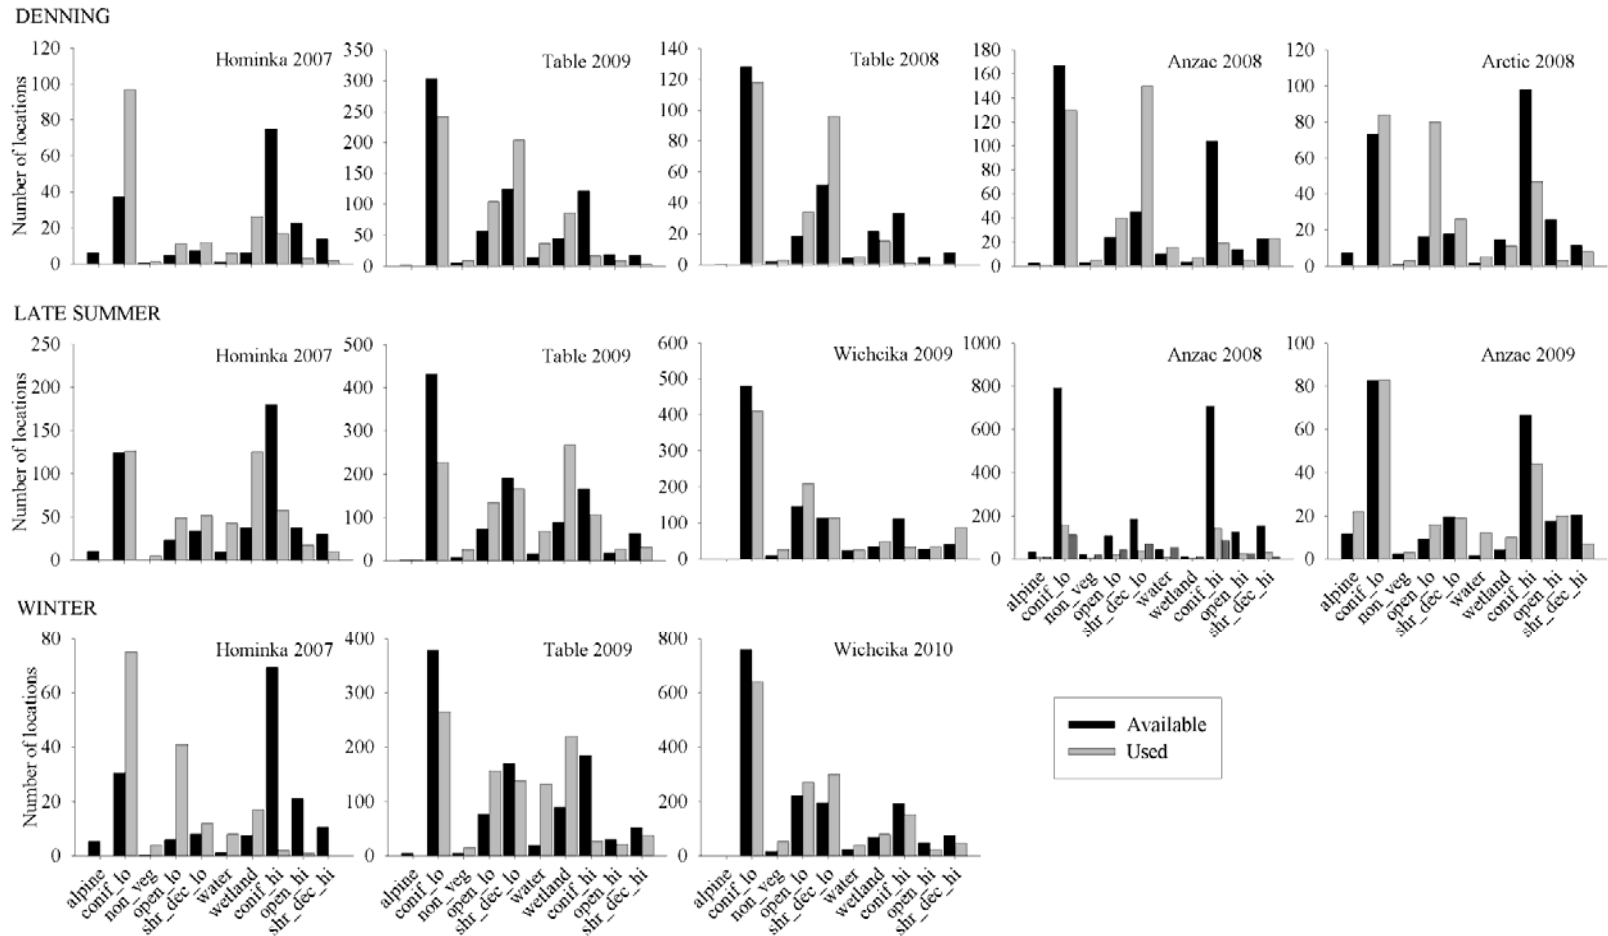 DENNING
Number of locations
Hominka 2007
120
100
80
60
40
20
0
Table 2009
350
300
250
200
150
100
50
0
Table 2008
140
120
100
80
60
40
20
0
Anzac 2008
180
160
140
120
100
80
60
40
20
0
Arctic 2008
120
100
80
60
40
20
0
LATE SUMMER
Number of locations
Hominka 2007
250
200
150
100
50
0
Table 2009
500
400
300
200
100
0
Wichcika 2009
600
500
400
300
200
100
0
Anzac 2008
1000
800
600
400
200
0
alpine
conif_lo
non_veg
open_lo
shr_dec_lo
water
wetland
conif_hi
open_hi
shr_dec_hi
Anzac 2009
100
80
60
40
20
0
alpine
conif_lo
non_veg
open_lo
shr_dec_lo
water
wetland
conif_hi
open_hi
shr_dec_hi
WINTER
Number of locations
Hominka 2007
80
60
40
20
0
alpine
conif_lo
non_veg
open_lo
shr_dec_lo
water
wetland
conif_hi
open_hi
shr_dec_hi
Table 2009
400
300
200
100
0
alpine
conif_lo
non_veg
open_lo
shr_dec_lo
water
wetland
conif_hi
open_hi
shr_dec_hi
Wichcika 2010
800
600
400
200
0
alpine
conif_lo
non_veg
open_lo
shr_dec_lo
water
wetland
conif_hi
open_hi
shr_dec_hi
Available
Used